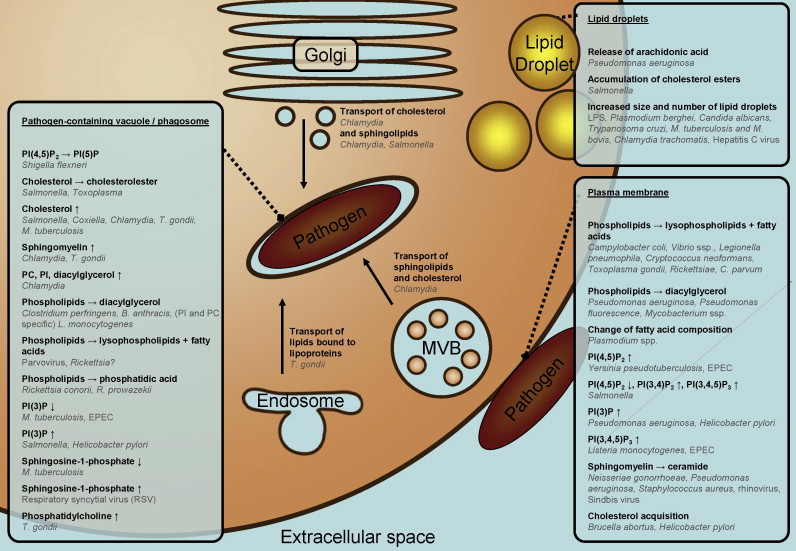 Golgi
Lipid
Droplet
Transport of cholesterol
Chlamydia
and sphingolipids
Chlamydia, Salmonella
Pathogen
Transport of
sphingolipids
and cholesterol
Chlamydia
Transport of
lipids bound to
lipoproteins
T. gondii
MVB
Endosome
Pathogen
Extracellular space
Pathogen-containing vacuole / phagosome
PI(4,5)P₂ → PI(5)P
Shigella flexneri
Cholesterol → cholesterolester
Salmonella, Toxoplasma
Cholesterol ↑
Salmonella, Coxiella, Chlamydia, T. gondii,
M. tuberculosis
Sphingomyelin ↑
Chlamydia, T. gondii
PC, PI, diacylglycerol ↑
Chlamydia
Phospholipids → diacylglycerol
Clostridium perfringens, B. anthracis, (PI and PC
specific) L. monocytogenes
Phospholipids → lysophospholipids + fatty
acids
Parvovirus, Rickettsia?
Phospholipids → phosphatidic acid
Rickettsia conorii, R. prowazekii
PI(3)P ↓
M. tuberculosis, EPEC
PI(3)P ↑
Salmonella, Helicobacter pylori
Sphingosine-1-phosphate ↓
M. tuberculosis
Sphingosine-1-phosphate ↑
Respiratory syncytial virus (RSV)
Phosphatidylcholine ↑
T. gondii
Lipid droplets
Release of arachidonic acid
Pseudomonas aeruginosa
Accumulation of cholesterol esters
Salmonella
Increased size and number of lipid droplets
LPS, Plasmodium berghei, Candida albicans,
Trypanosoma cruzi, M. tuberculosis and M.
bovis, Chlamydia trachomatis, Hepatitis C virus
Plasma membrane
Phospholipids → lysophospholipids + fatty
acids
Campylobacter coli, Vibrio ssp., Legionella
pneumophila, Cryptococcus neoformans,
Toxoplasma gondii, Rickettsiae, C. parvum
Phospholipids → diacylglycerol
Pseudomonas aeruginosa, Pseudomonas
fluorescence, Mycobacterium ssp.
Change of fatty acid composition
Plasmodium spp.
PI(4,5)P₂ ↑
Yersinia pseudotuberculosis, EPEC
PI(4,5)P₂ ↓, PI(3,4)P₂ ↑, PI(3,4,5)P₃ ↑
Salmonella
PI(3)P ↑
Pseudomonas aeruginosa, Helicobacter pylori
PI(3,4,5)P₃ ↑
Listeria monocytogenes, EPEC
Sphingomyelin → ceramide
Neisseriae gonorrhoeae, Pseudomonas
aeruginosa, Staphylococcus aureus, rhinovirus,
Sindbis virus
Cholesterol acquisition
Brucella abortus, Helicobacter pylori